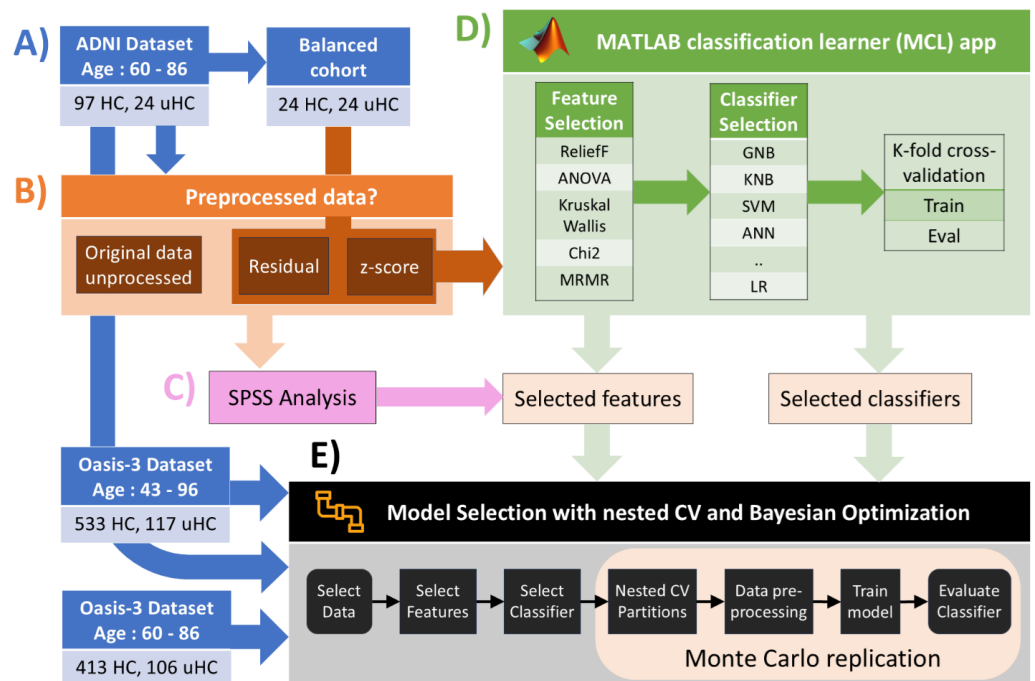 A)
ADNI Dataset
Age : 60 - 86
97 HC, 24 uHC
Balanced
cohort
24 HC, 24 uHC
B)
Preprocessed data?
Original data
unprocessed
Residual
z-score
C)
SPSS Analysis
Selected features
Selected classifiers
D)
MATLAB classification learner (MCL) app
Feature
Selection
ReliefF
ANOVA
Kruskal
Wallis
Chi2
MRMR
Classifier
Selection
GNB
KNB
SVM
ANN
..
LR
K-fold cross-
validation
Train
Eval
Oasis-3 Dataset
Age : 43 - 96
533 HC, 117 uHC
Oasis-3 Dataset
Age : 60 - 86
413 HC, 106 uHC
E)
Model Selection with nested CV and Bayesian Optimization
Select
Data
Select
Features
Select
Classifier
Nested CV
Partitions
Data pre-
processing
Train
model
Evaluate
Classifier
Monte Carlo replication